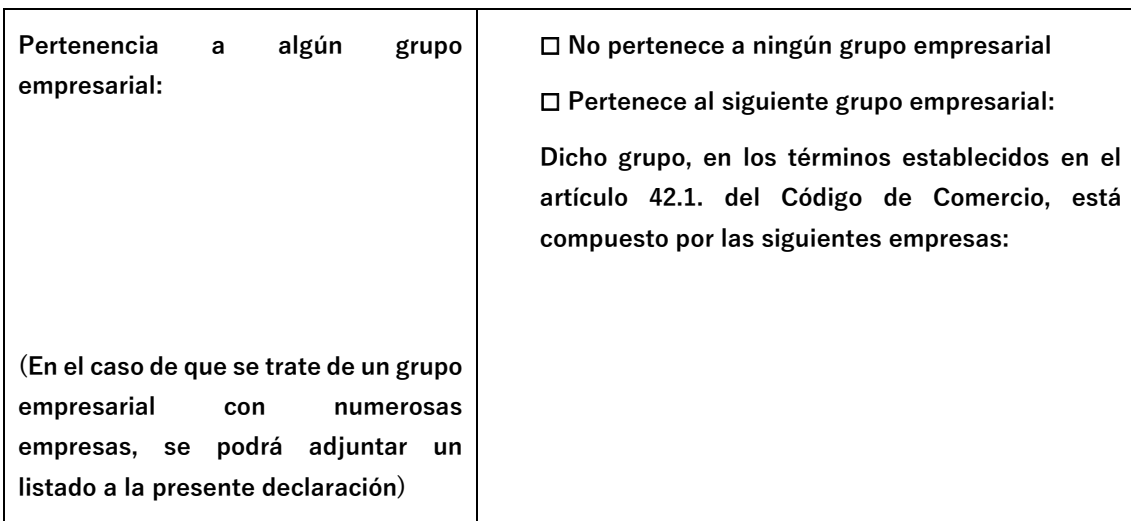 Pertenencia a algún grupo
empresarial:
(En el caso de que se trate de un grupo
empresarial con numerosas
empresas, se podrá adjuntar un
listado a la presente declaración)
☐ No pertenece a ningún grupo empresarial
☐ Pertenece al siguiente grupo empresarial:
Dicho grupo, en los términos establecidos en el
artículo 42.1. del Código de Comercio, está
compuesto por las siguientes empresas: